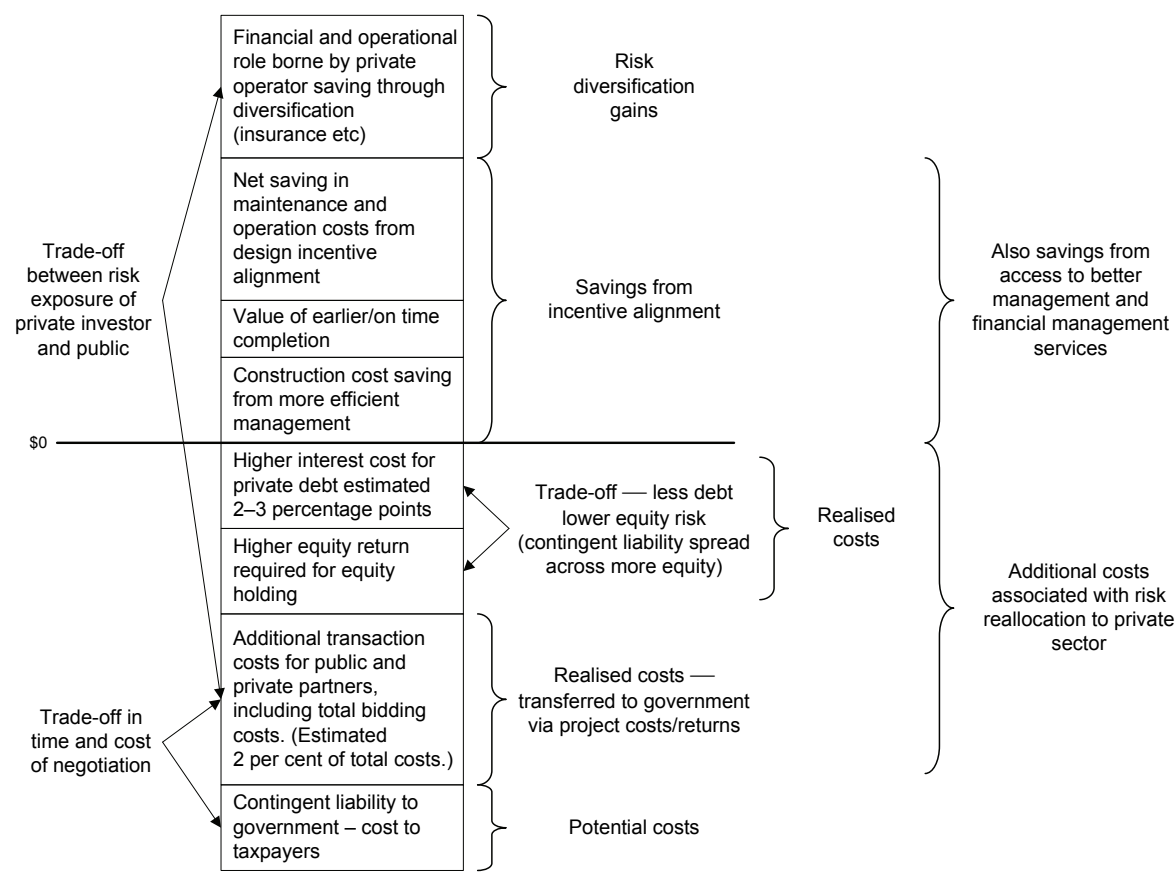 Financial and operational
role borne by private
operator saving through
diversification
(insurance etc)
Risk
diversification
gains
Net saving in
maintenance and
operation costs from
design incentive
alignment
Trade-off
between risk
exposure of
private investor
and public
Savings from
incentive alignment
Also savings from
access to better
management and
financial management
services
Value of earlier/on time
completion
Construction cost saving
from more efficient
management
$0
Higher interest cost for
private debt estimated
2–3 percentage points
Trade-off — less debt
lower equity risk
(contingent liability spread
across more equity)
Realised
costs
Higher equity return
required for equity
holding
Additional costs
associated with risk
reallocation to private
sector
Additional transaction
costs for public and
private partners,
including total bidding
costs. (Estimated
2 per cent of total costs.)
Realised costs —
transferred to government
via project costs/returns
Trade-off in
time and cost
of negotiation
Contingent liability to
government – cost to
taxpayers
Potential costs